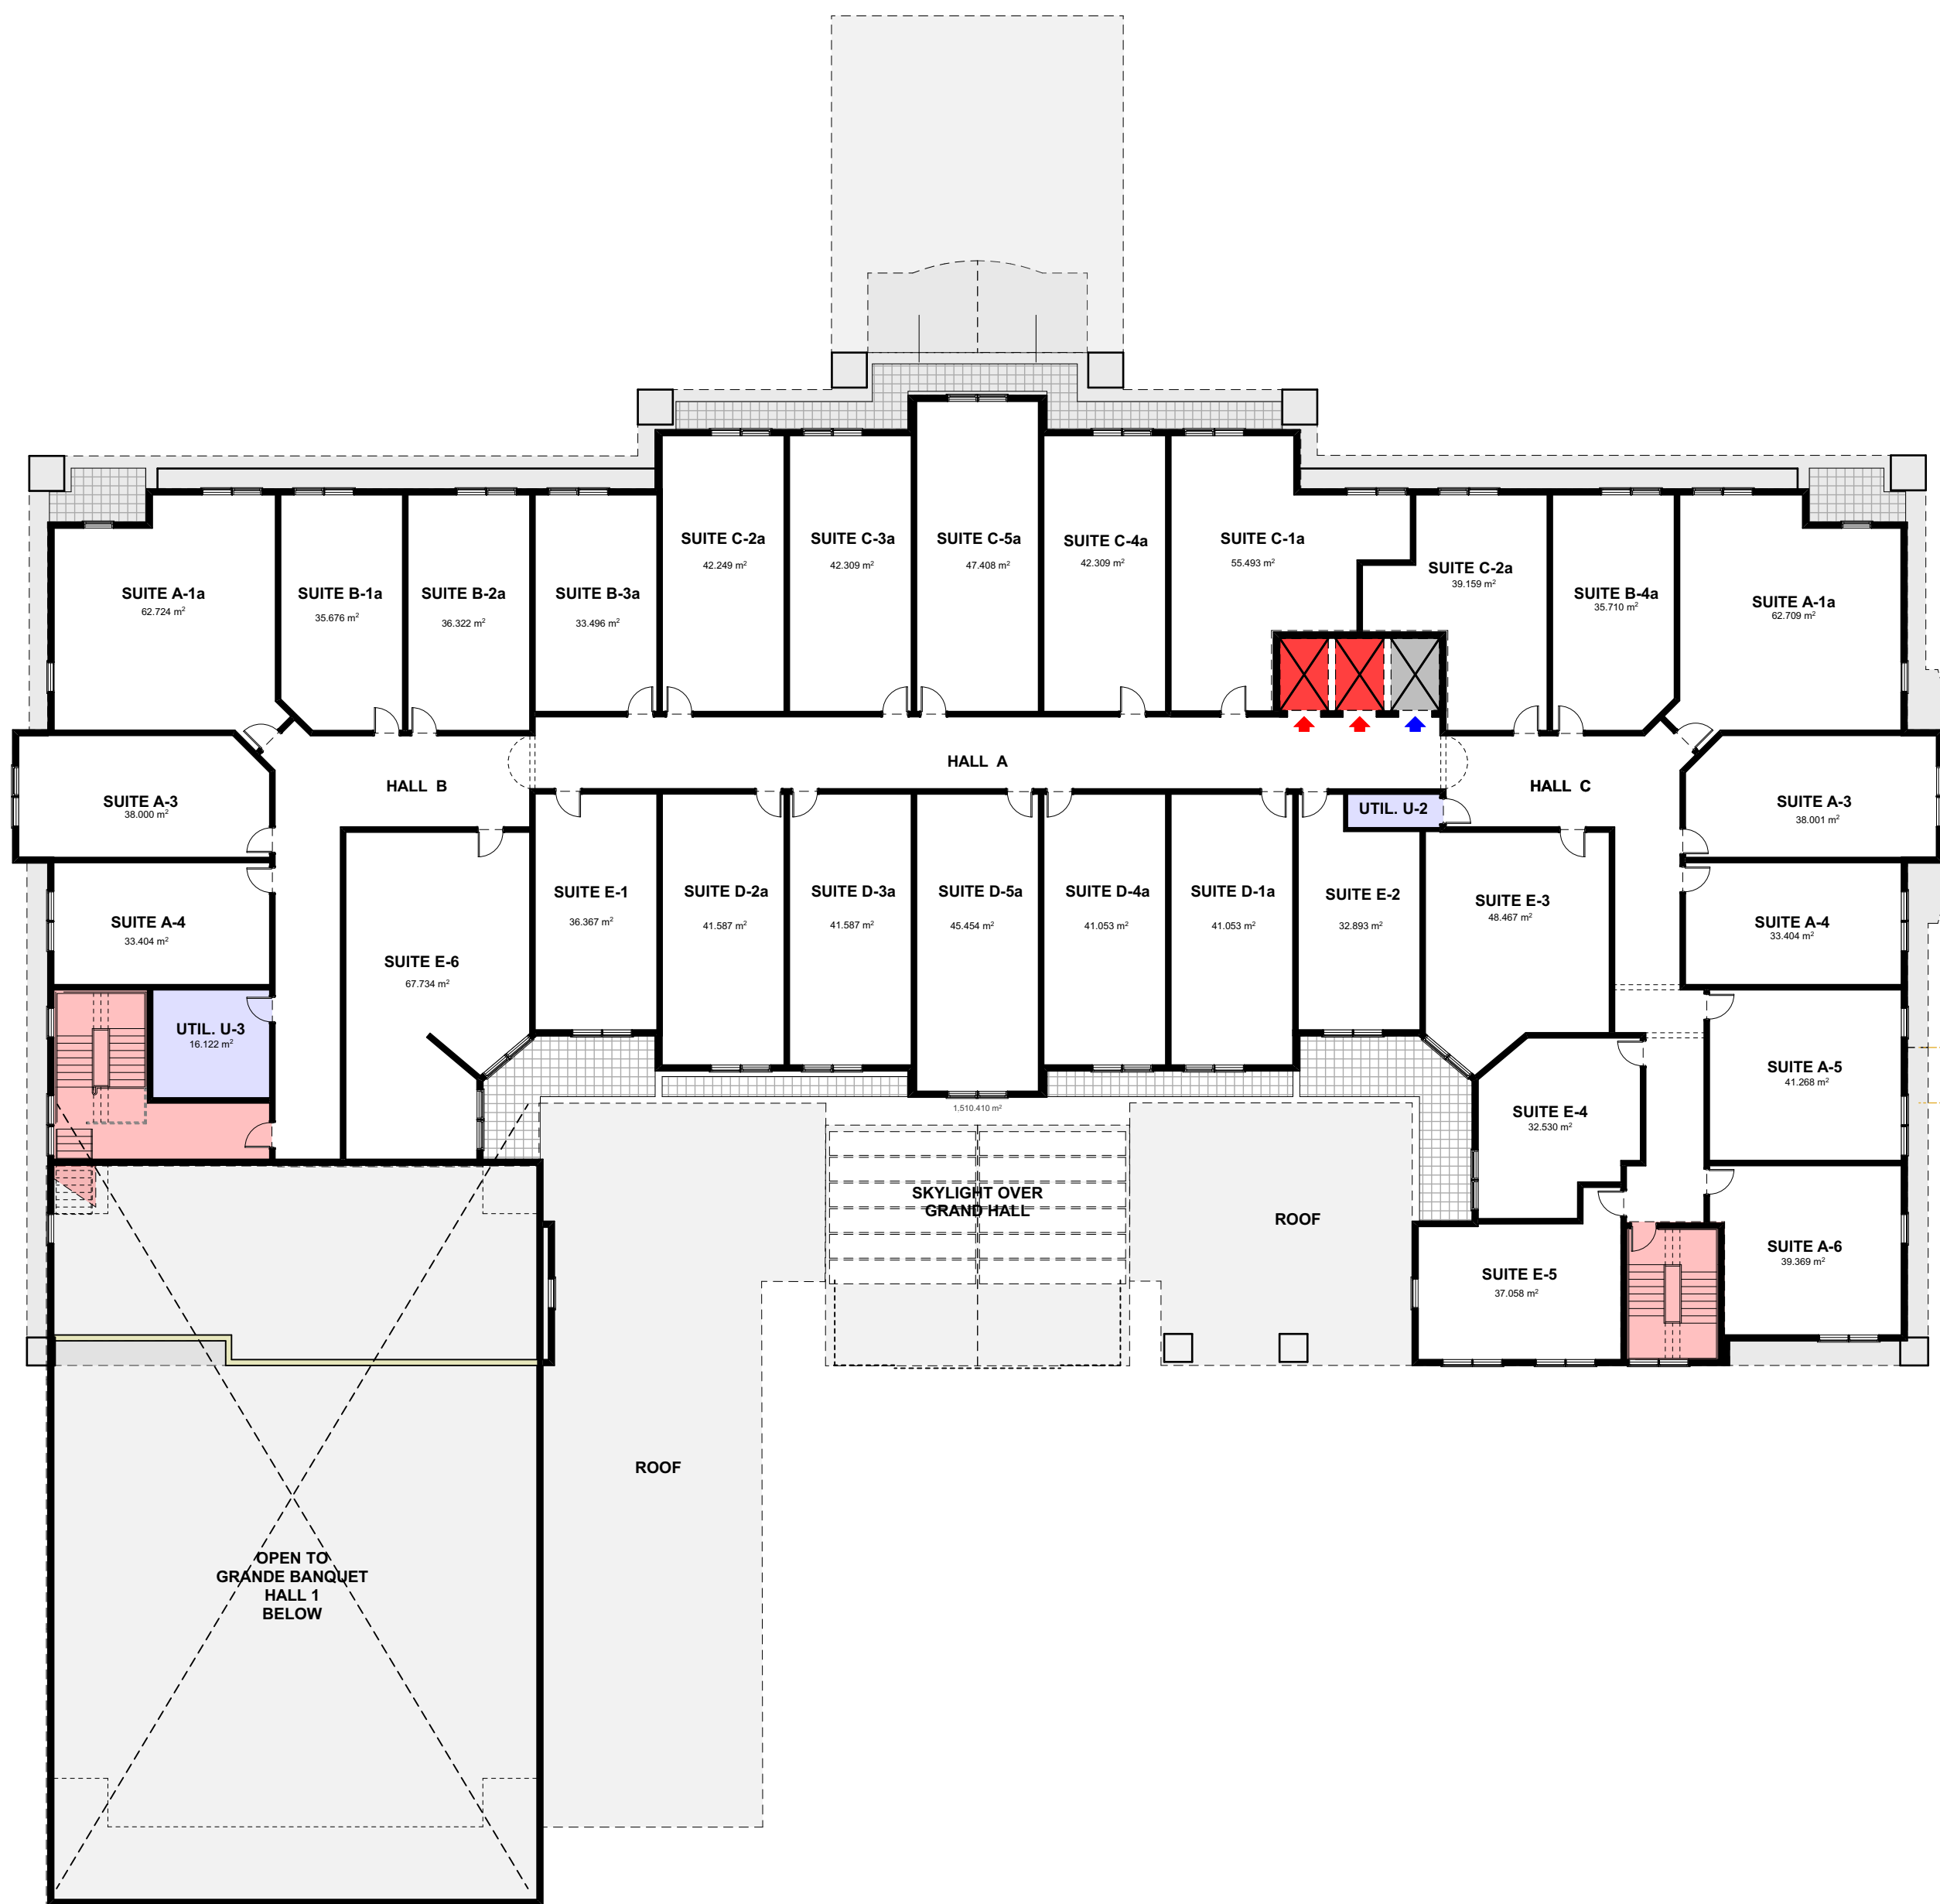 SUITE C-2a
42.249 m²
SUITE C-3a
42.309 m²
SUITE C-5a
47.408 m²
SUITE C-4a
42.309 m²
SUITE C-1a
55.493 m²
SUITE A-1a
62.724 m²
SUITE B-1a
35.676 m²
SUITE B-2a
36.322 m²
SUITE B-3a
33.496 m²
SUITE C-2a
39.159 m²
SUITE B-4a
35.710 m²
SUITE A-1a
62.709 m²
HALL B
HALL A
HALL C
SUITE A-3
38.000 m²
UTIL. U-2
SUITE A-3
38.001 m²
SUITE A-4
33.404 m²
SUITE E-6
67.734 m²
SUITE E-1
36.367 m²
SUITE D-2a
41.587 m²
SUITE D-3a
41.587 m²
SUITE D-5a
45.454 m²
SUITE D-4a
41.053 m²
SUITE D-1a
41.053 m²
SUITE E-2
32.893 m²
SUITE E-3
48.467 m²
SUITE A-4
33.404 m²
UTIL. U-3
16.122 m²
SUITE A-5
41.268 m²
1.510.410 m²
SUITE E-4
32.530 m²
SKYLIGHT OVER
GRAND HALL
ROOF
SUITE E-5
37.058 m²
SUITE A-6
39.369 m²
ROOF
OPEN TO
GRANDE BANQUET
HALL 1
BELOW